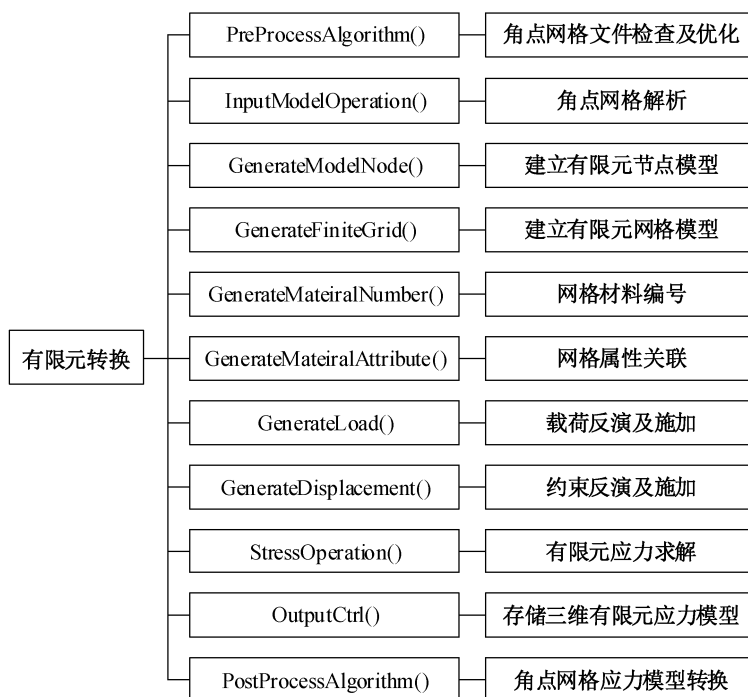 PreProcessAlgorithm()
角点网格文件检查及优化
InputModelOperation()
角点网格解析
GenerateModelNode()
建立有限元节点模型
GenerateFiniteGrid()
建立有限元网格模型
GenerateMateiralNumber()
网格材料编号
有限元转换
GenerateMateiralAttribute()
网格属性关联
GenerateLoad()
载荷反演及施加
GenerateDisplacement()
约束反演及施加
StressOperation()
有限元应力求解
OutputCtrl()
存储三维有限元应力模型
PostProcessAlgorithm()
角点网格应力模型转换